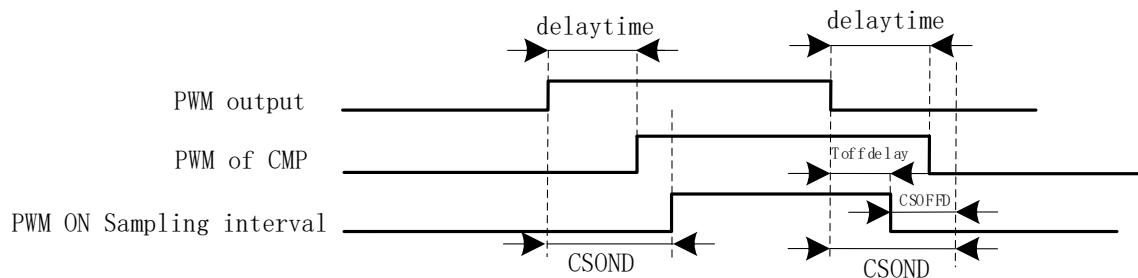 delaytime
delaytime
PWM output
PWM of CMP
Toffdelay
PWM ON Sampling interval
CSOFFD
CSOND
CSOND